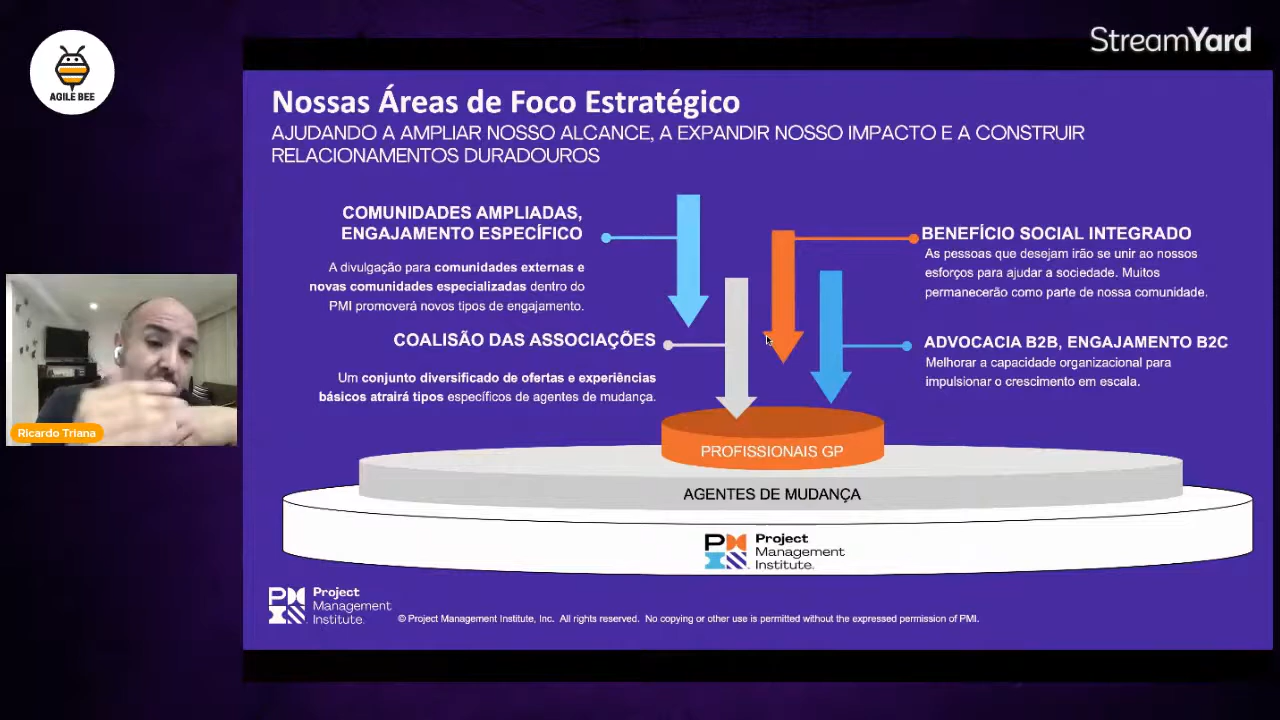 StreamYard
AGILE BEE
Nossas Áreas de Foco Estratégico
AJUDANDO A AMPLIAR NOSSO ALCANCE, A EXPANDIR NOSSO IMPACTO E A CONSTRUIR
RELACIONAMENTOS DURADOUROS
COMUNIDADES AMPLIADAS,
ENGAJAMENTO ESPECÍFICO
A divulgação para comunidades externas e
novas comunidades especializadas dentro do
PMI promoverá novos tipos de engajamento.
COALISÃO DAS ASSOCIAÇÕES
Um conjunto diversificado de ofertas e experiências
básicos atrairá tipos específicos de agentes de mudança.
BENEFÍCIO SOCIAL INTEGRADO
As pessoas que desejam irão se unir ao nossos
esforços para ajudar a sociedade. Muitos
permanecerão como parte de nossa comunidade.
ADVOCACIA B2B, ENGAJAMENTO B2C
Melhorar a capacidade organizacional para
impulsionar o crescimento em escala.
Ricardo Triana
PROFISSIONAIS GP
AGENTES DE MUDANÇA
Project
Management
Institute.
Project
Management
Institute.
© Project Management Institute, Inc. All rights reserved. No copying or other use is permitted without the expressed permission of PMI.